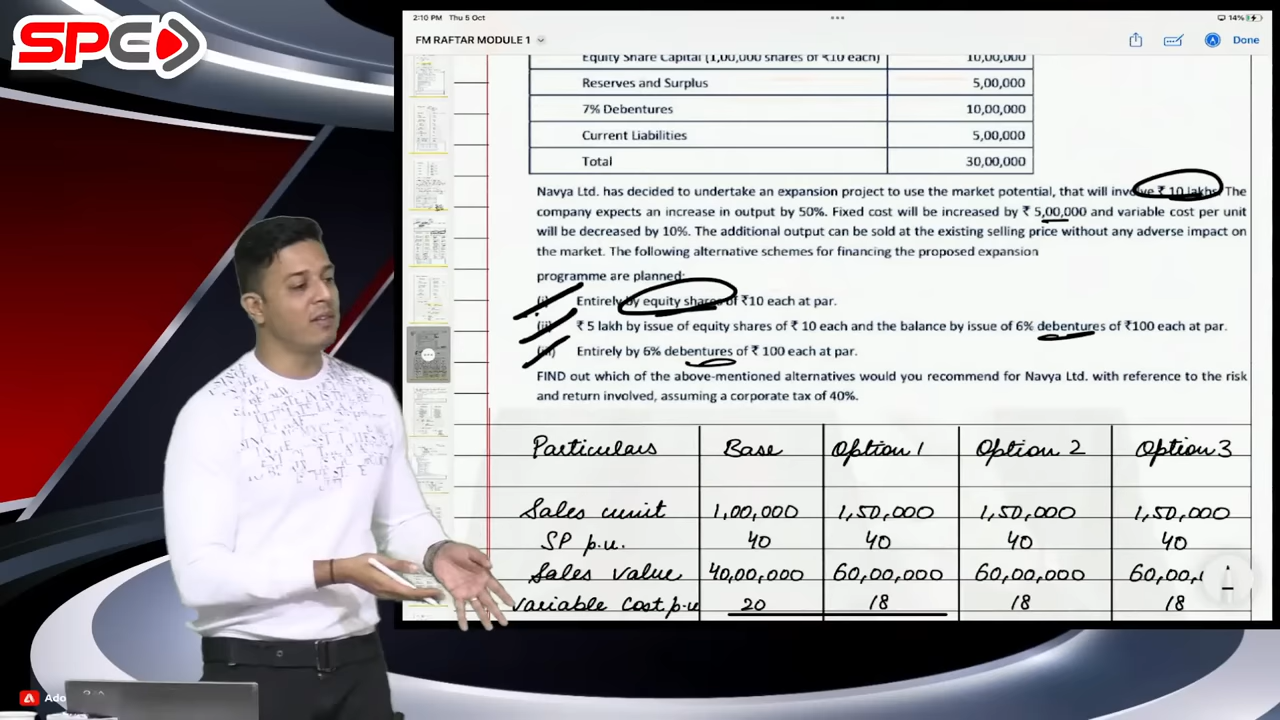 SPC
2:10 PM Thu 5 Oct
14%
FM RAFTAR MODULE 1
Done
Equity Share Capital (1,00,000 shares of ₹10 each) 10,00,000
Reserves and Surplus 5,00,000
7% Debentures 10,00,000
Current Liabilities 5,00,000
Total 30,00,000
Navya Ltd. has decided to undertake an expansion project to use the market potential, that will involve ₹ 10 lakhs. The
company expects an increase in output by 50%. Fixed cost will be increased by ₹ 5,00,000 and variable cost per unit
will be decreased by 10%. The additional output can be sold at the existing selling price without any adverse impact on
the market. The following alternative schemes for financing the proposed expansion
programme are planned:
(i) Entirely by equity shares of ₹10 each at par.
(ii) ₹ 5 lakh by issue of equity shares of ₹ 10 each and the balance by issue of 6% debentures of ₹100 each at par.
(iii) Entirely by 6% debentures of ₹ 100 each at par.
FIND out which of the above-mentioned alternatives would you recommend for Navya Ltd. with reference to the risk
and return involved, assuming a corporate tax of 40%.
Particulars Base Option 1 Option 2 Option 3
Sales unit 1,00,000 1,50,000 1,50,000 1,50,000
SP p.u. 40 40 40 40
Sales value 40,00,000 60,00,000 60,00,000 60,00,
Variable Cost p.u 20 18 18 18
Ado